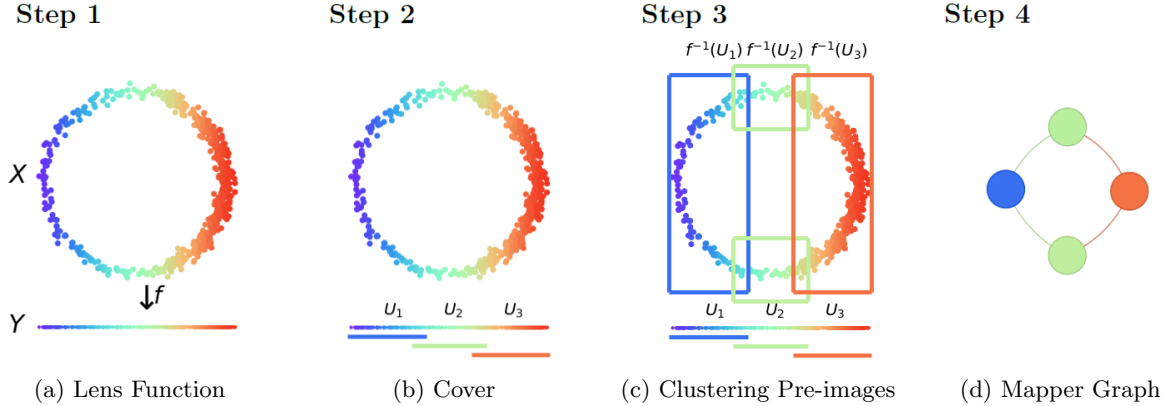 Step 1
Step 2
Step 3
Step 4
f⁻¹(U₁) f⁻¹(U₂) f⁻¹(U₃)
X
f
Y
U₁ U₂ U₃
U₁ U₂ U₃
(a) Lens Function
(b) Cover
(c) Clustering Pre-images
(d) Mapper Graph